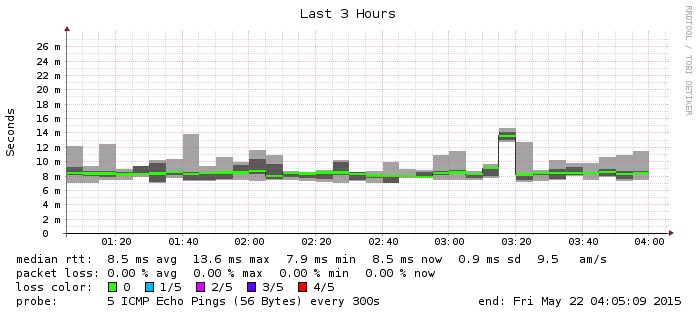 Last 3 Hours
RRDTOOL / TOBI OETIKER
Seconds
26 m
24 m
22 m
20 m
18 m
16 m
14 m
12 m
10 m
8 m
6 m
4 m
2 m
0
01:20 01:40 02:00 02:20 02:40 03:00 03:20 03:40 04:00
median rtt: 8.5 ms avg 13.6 ms max 7.9 ms min 8.5 ms now 0.9 ms sd 9.5 am/s
packet loss: 0.00 % avg 0.00 % max 0.00 % min 0.00 % now
loss color: 0 1/5 2/5 3/5 4/5
probe: 5 ICMP Echo Pings (56 Bytes) every 300s end: Fri May 22 04:05:09 2015